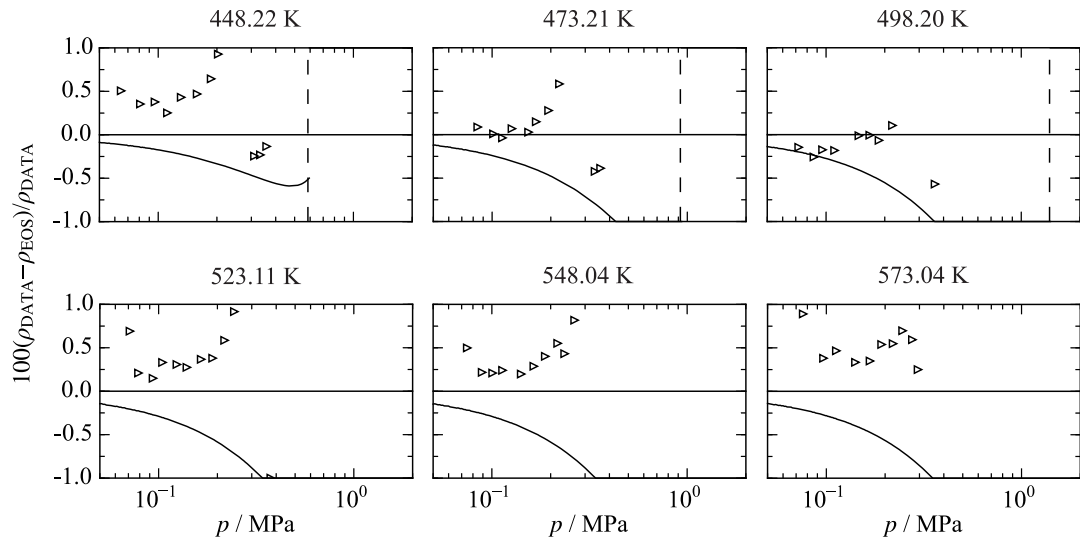 448.22 K 473.21 K 498.20 K
1.0
0.5
0.0
-0.5
-1.0
100(ρDATA−ρEOS)/ρDATA
523.11 K 548.04 K 573.04 K
1.0
0.5
0.0
-0.5
-1.0
10⁻¹ 10⁰ 10⁻¹ 10⁰ 10⁻¹ 10⁰
p / MPa p / MPa p / MPa